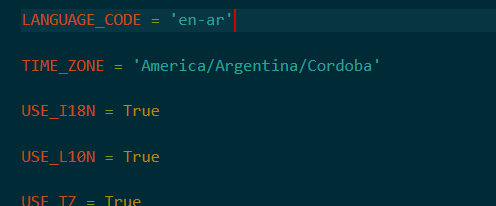 LANGUAGE_CODE = 'en-ar'
TIME_ZONE = 'America/Argentina/Cordoba'
USE_I18N = True
USE_L10N = True
USE_TZ = True